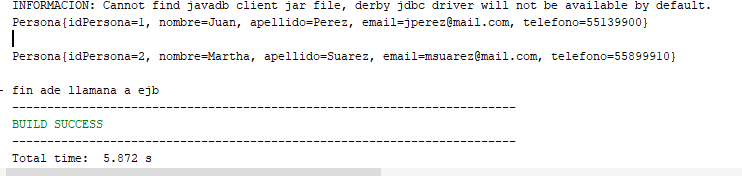 INFORMACION: Cannot find javadb client jar file, derby jdbc driver will not be available by default.
Persona{idPersona=1, nombre=Juan, apellido=Perez, email=jperez@mail.com, telefono=55139900}
Persona{idPersona=2, nombre=Martha, apellido=Suarez, email=msuarez@mail.com, telefono=55899910}
fin ade llamana a ejb
------------------------------------------------------------------------
BUILD SUCCESS
------------------------------------------------------------------------
Total time:  5.872 s